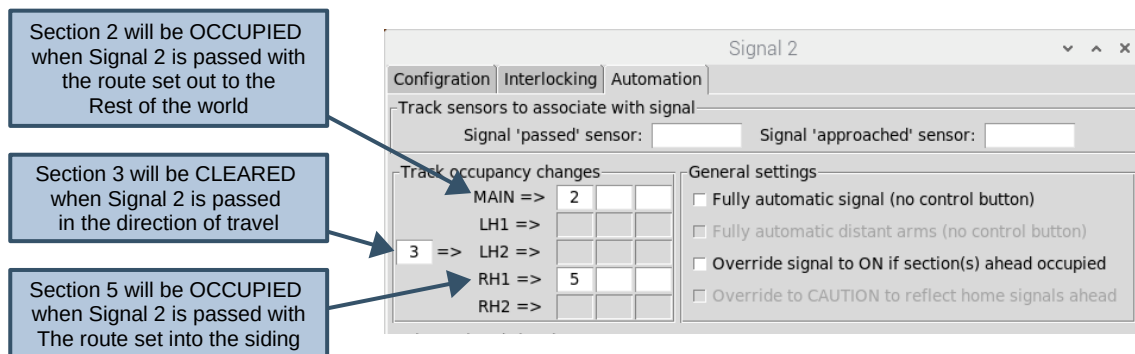 Section 2 will be OCCUPIED
when Signal 2 is passed with
the route set out to the
Rest of the world
Section 3 will be CLEARED
when Signal 2 is passed
in the direction of travel
Section 5 will be OCCUPIED
when Signal 2 is passed with
The route set into the siding
Signal 2
Configration Interlocking Automation
Track sensors to associate with signal
Signal 'passed' sensor: Signal 'approached' sensor:
Track occupancy changes
MAIN => 2
LH1 =>
3 => LH2 =>
RH1 => 5
RH2 =>
General settings
Fully automatic signal (no control button)
Fully automatic distant arms (no control button)
Override signal to ON if section(s) ahead occupied
Override to CAUTION to reflect home signals ahead